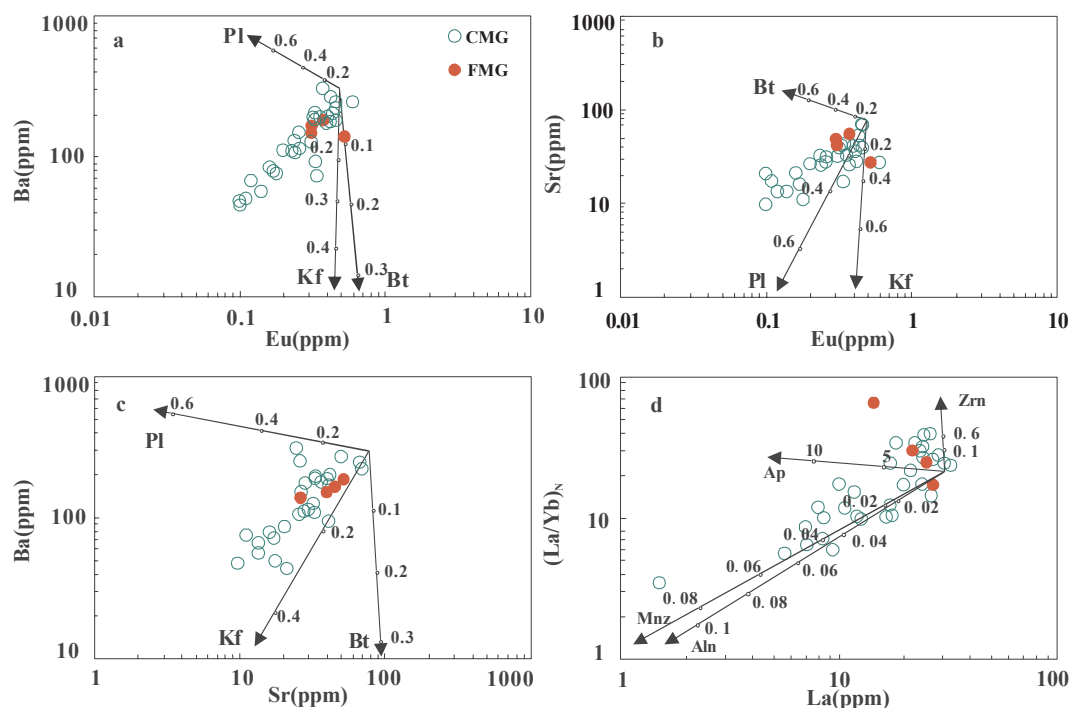 a
1000
100
10
Ba(ppm)
0.01
0.1
1
10
Eu(ppm)
Pl
0.6
0.4
0.2
CMG
FMG
0.1
0.2
0.2
0.3
0.4
0.3
Kf
Bt
b
1000
100
10
1
Sr(ppm)
0.01
0.1
1
10
Eu(ppm)
Bt
0.6
0.4
0.2
0.2
0.4
0.4
0.6
0.6
Pl
Kf
c
1000
100
10
Ba(ppm)
1
10
100
1000
Sr(ppm)
Pl
0.6
0.4
0.2
0.1
0.2
0.2
0.4
0.3
Kf
Bt
d
100
10
1
(La/Yb)N
1
10
100
La(ppm)
Zrn
0. 6
0. 1
Ap
10
5
0. 02
0. 02
0. 04
0. 04
0. 06
0. 06
0. 08
0. 08
0. 1
Mnz
Aln